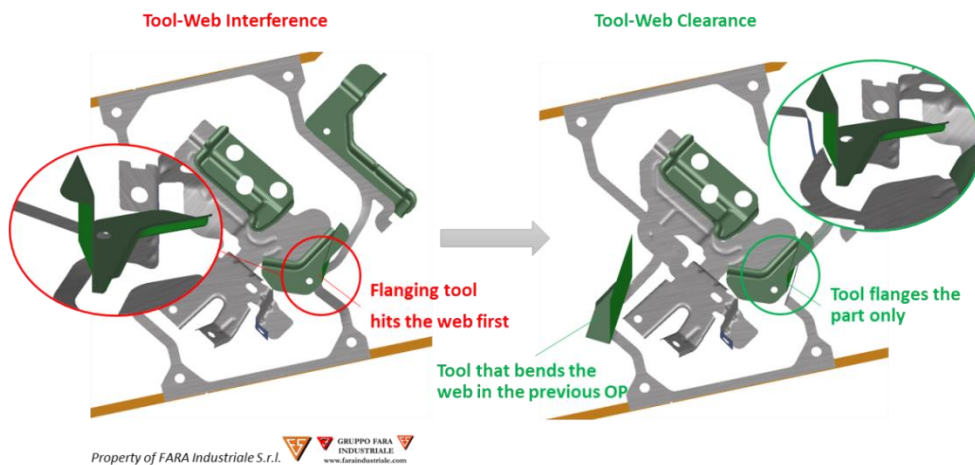 Tool-Web Interference
Tool-Web Clearance
Flanging tool
hits the web first
Tool flanges the
part only
Tool that bends the
web in the previous OP
Property of FARA Industriale S.r.l.
GRUPPO FARA
INDUSTRIALE
www.faraindustriale.com